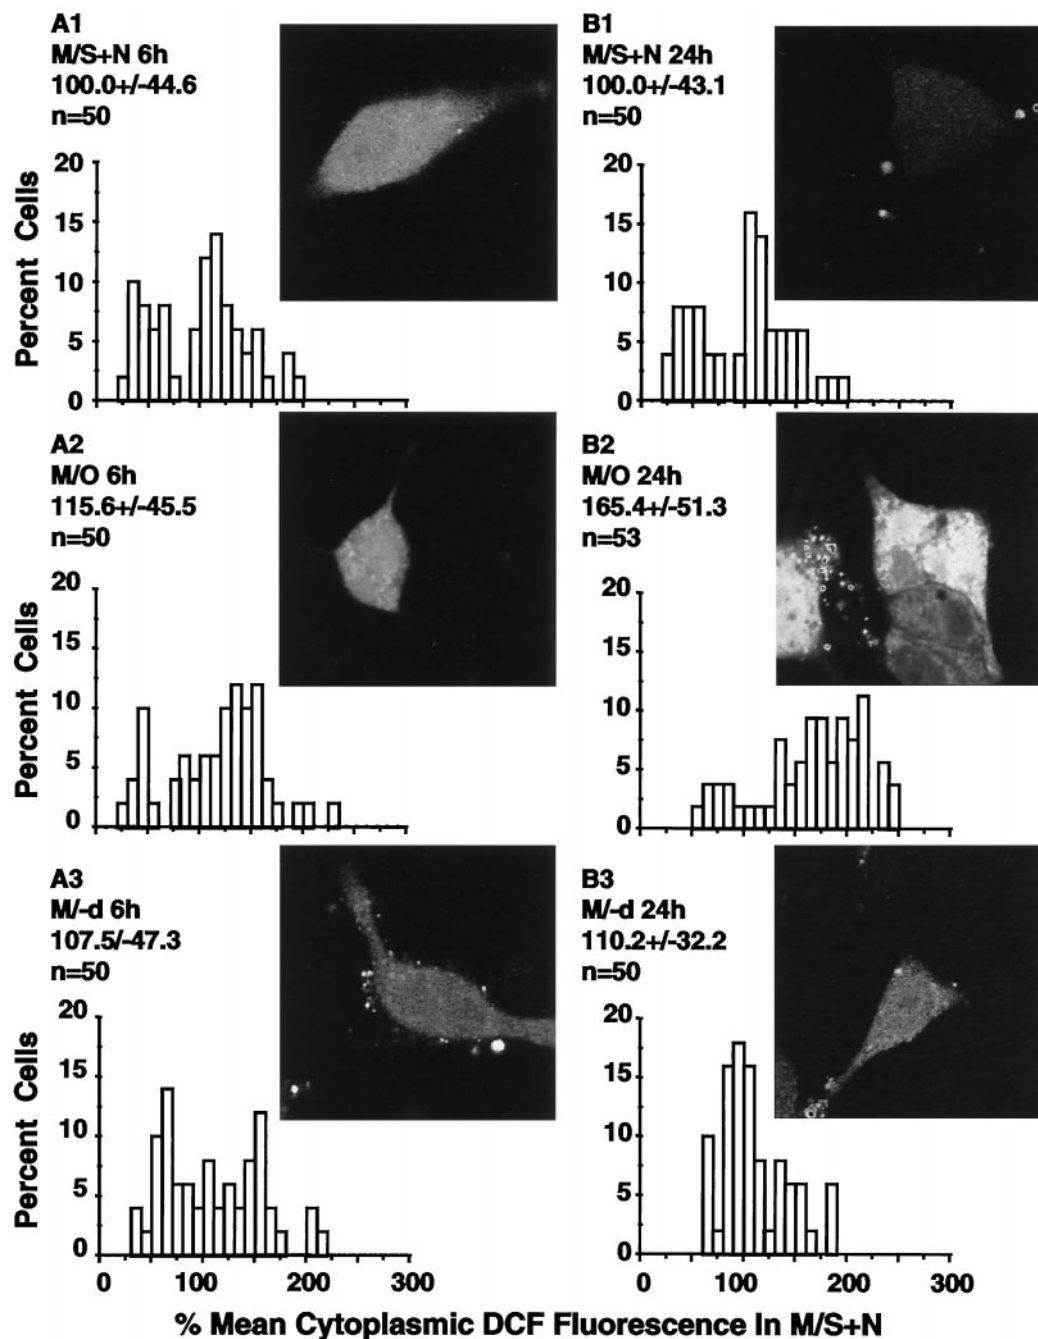 A1
M/S+N 6h
100.0+/-44.6
n=50
Percent Cells
20
15
10
5
0
B1
M/S+N 24h
100.0+/-43.1
n=50
20
15
10
5
0
A2
M/O 6h
115.6+/-45.5
n=50
Percent Cells
20
15
10
5
0
B2
M/O 24h
165.4+/-51.3
n=53
20
15
10
5
0
A3
M/-d 6h
107.5/-47.3
n=50
Percent Cells
20
15
10
5
0
0 100 200 300
B3
M/-d 24h
110.2+/-32.2
n=50
20
15
10
5
0
0 100 200 300
% Mean Cytoplasmic DCF Fluorescence In M/S+N